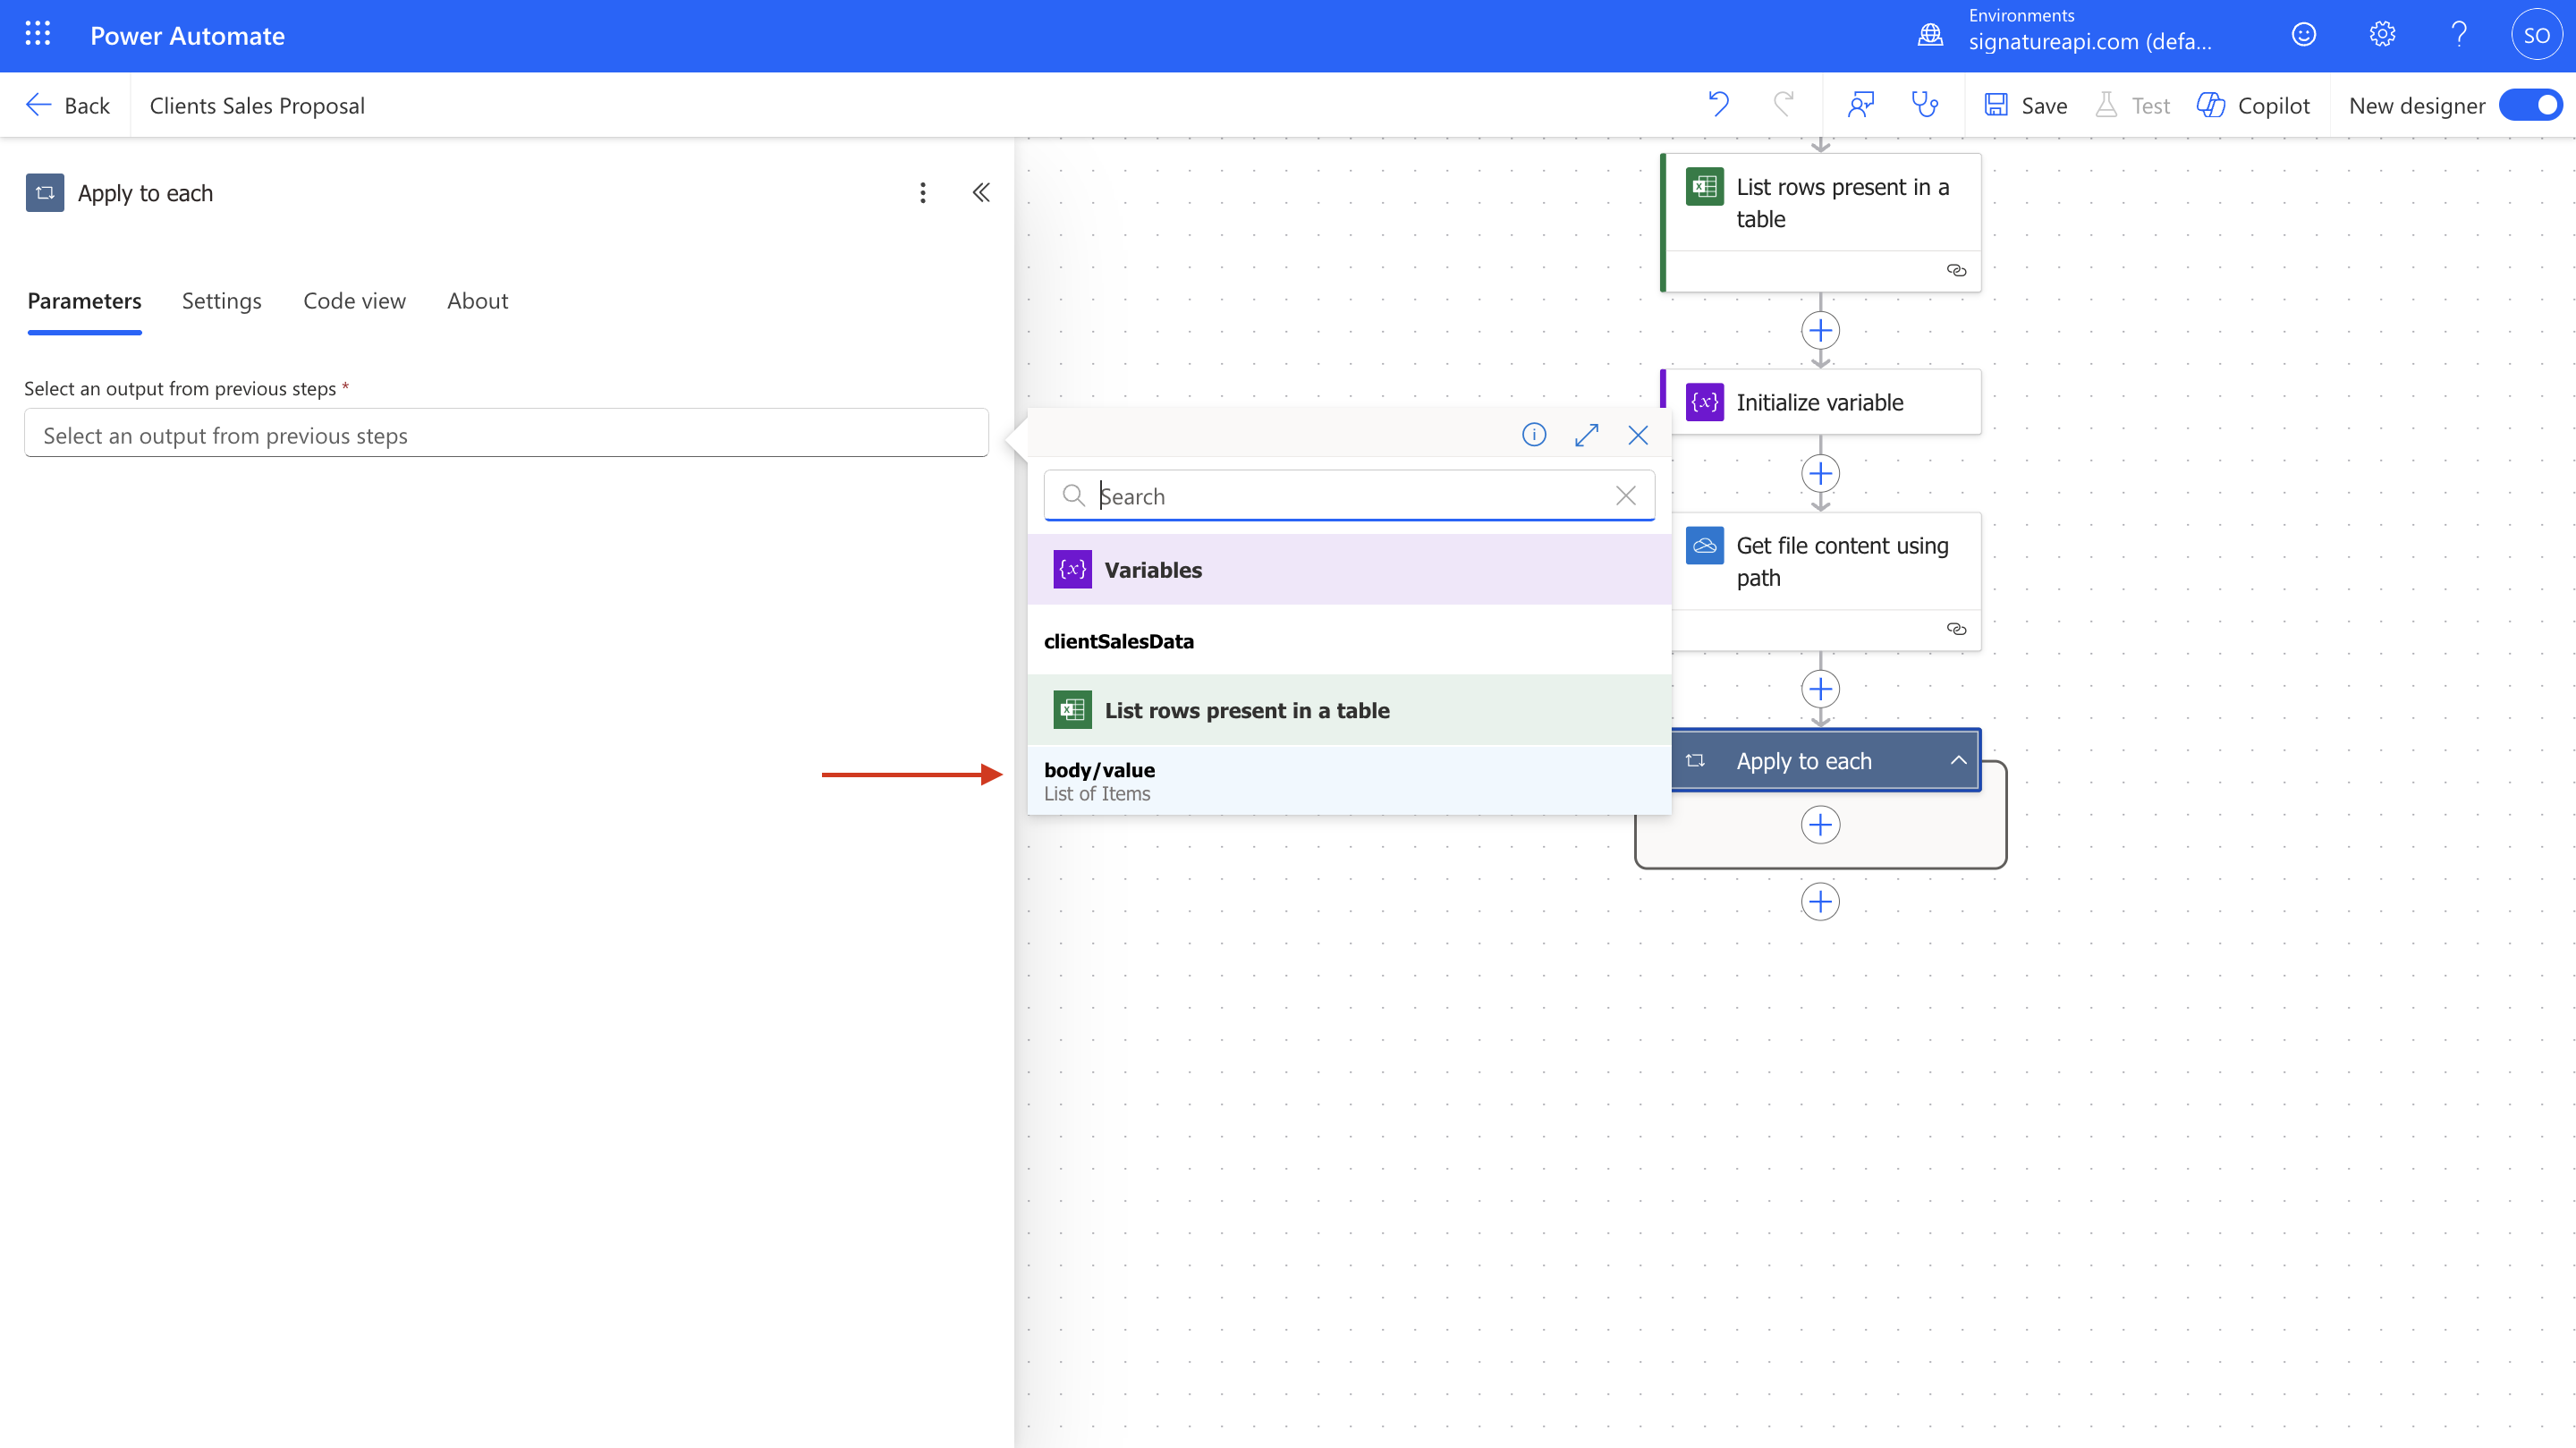 Power Automate
Environments
signatureapi.com (defa...
SO
Back
Clients Sales Proposal
Save
Test
Copilot
New designer
Apply to each
Parameters
Settings
Code view
About
Select an output from previous steps *
Select an output from previous steps
Search
{x} Variables
clientSalesData
List rows present in a table
body/value
List of Items
List rows present in a
table
{x} Initialize variable
Get file content using
path
Apply to each